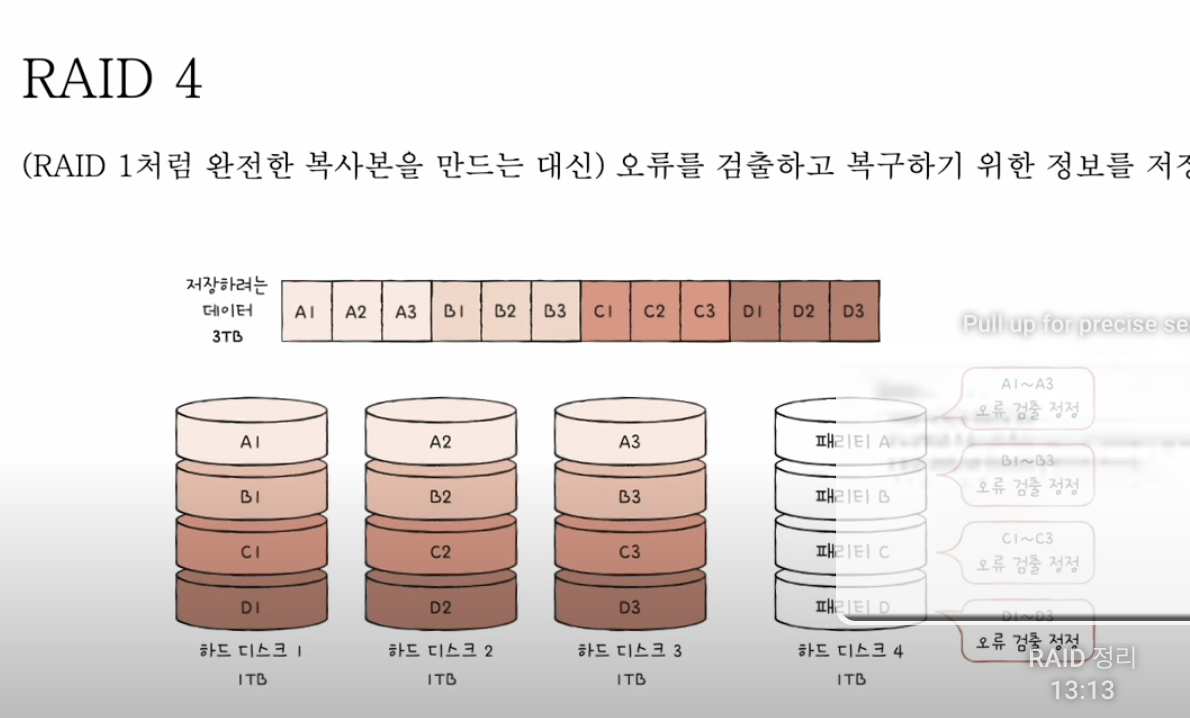 RAID 4
(RAID 1처럼 완전한 복사본을 만드는 대신) 오류를 검출하고 복구하기 위한 정보를
저장하려는
데이터
3TB
A1 A2 A3 B1 B2 B3 C1 C2 C3 D1 D2 D3
Pull up for precise
A1 A2 A3 패리티 A
A1~A3
오류 검출 정정
B1 B2 B3 패리티 B
B1~B3
오류 검출 정정
C1 C2 C3 패리티 C
C1~C3
오류 검출 정정
D1 D2 D3 패리티 D
D1~D3
오류 검출 정정
하드 디스크 1 하드 디스크 2 하드 디스크 3 하드 디스크 4
1TB 1TB 1TB 1TB
RAID 정리
13:13